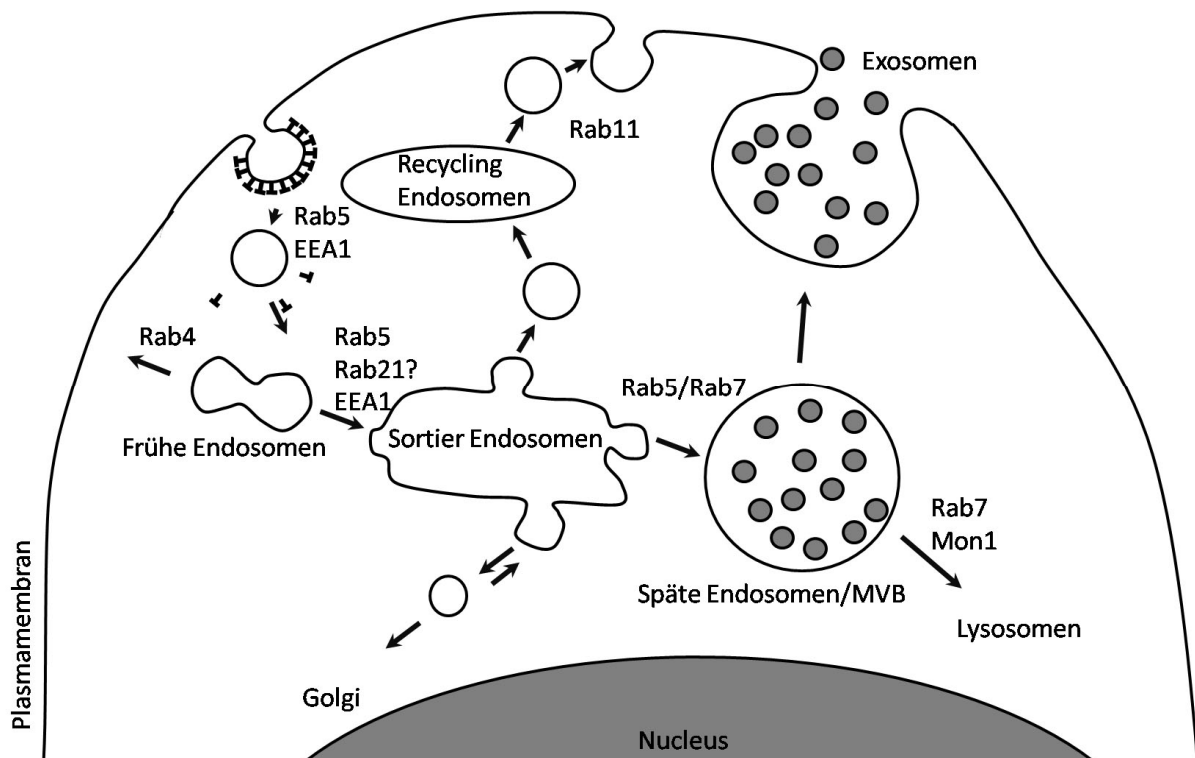 Exosomen
Rab11
Recycling
Endosomen
Rab5
EEA1
Rab4
Rab5
Rab21?
EEA1
Rab5/Rab7
Frühe Endosomen
Sortier Endosomen
Rab7
Mon1
Späte Endosomen/MVB
Lysosomen
Plasmamembran
Golgi
Nucleus